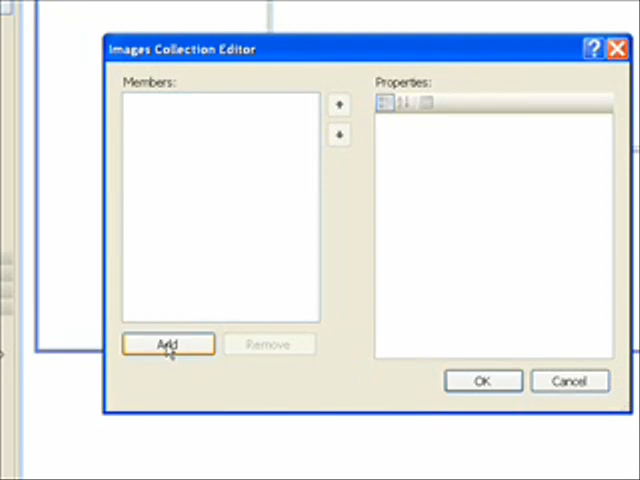 Images Collection Editor
Members:
Properties:
Add
Remove
OK
Cancel